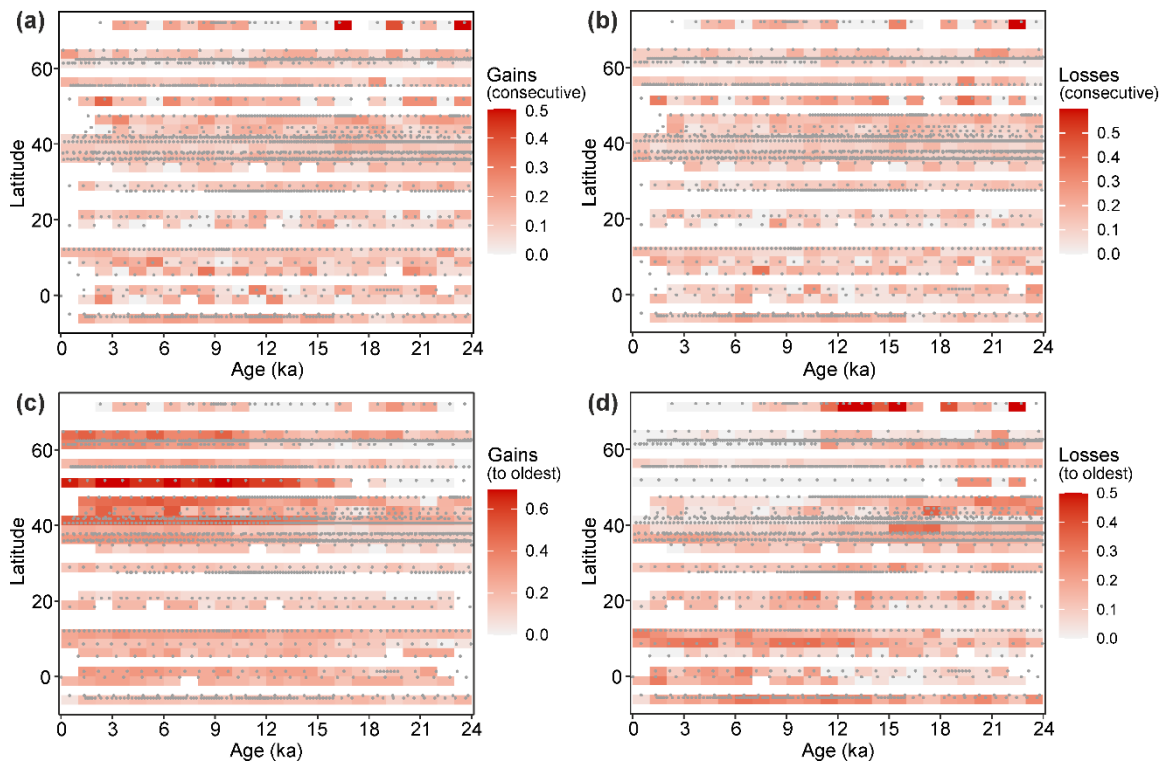 (a)
Latitude
60
40
20
0
0 3 6 9 12 15 18 21 24
Age (ka)
Gains
(consecutive)
0.5
0.4
0.3
0.2
0.1
0.0
(b)
Latitude
60
40
20
0
0 3 6 9 12 15 18 21 24
Age (ka)
Losses
(consecutive)
0.5
0.4
0.3
0.2
0.1
0.0
(c)
Latitude
60
40
20
0
0 3 6 9 12 15 18 21 24
Age (ka)
Gains
(to oldest)
0.6
0.4
0.2
0.0
(d)
Latitude
60
40
20
0
0 3 6 9 12 15 18 21 24
Age (ka)
Losses
(to oldest)
0.5
0.4
0.3
0.2
0.1
0.0